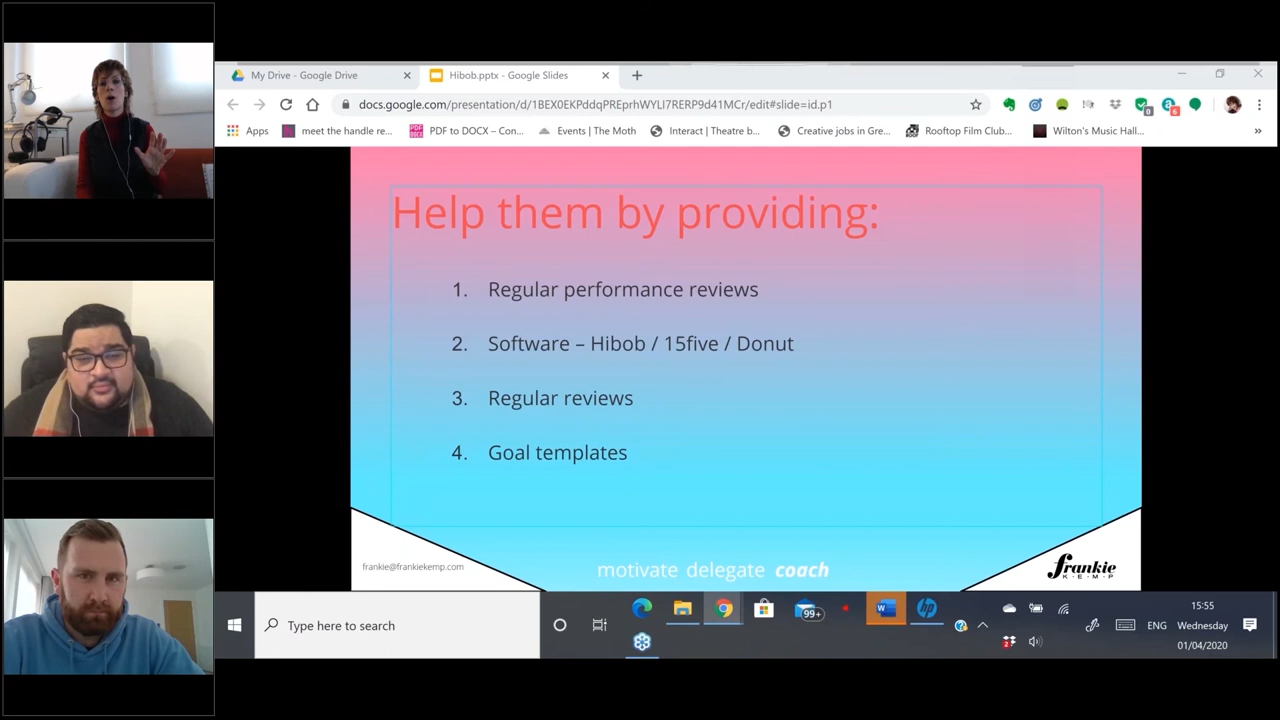 My Drive - Google Drive
Hibob.pptx - Google Slides
docs.google.com/presentation/d/1BEX0EKPddqPREprhWYLI7RERP9d41MCr/edit#slide=id.p1
Apps
meet the handle re...
PDF to DOCX – Con...
Events | The Moth
Interact | Theatre b...
Creative jobs in Gre...
Rooftop Film Club...
Wilton's Music Hall...
Help them by providing:
1. Regular performance reviews
2. Software – Hibob / 15five / Donut
3. Regular reviews
4. Goal templates
frankie@frankiekemp.com
motivate delegate coach
frankie
K·E·M·P
Type here to search
99+
ENG
15:55
Wednesday
01/04/2020